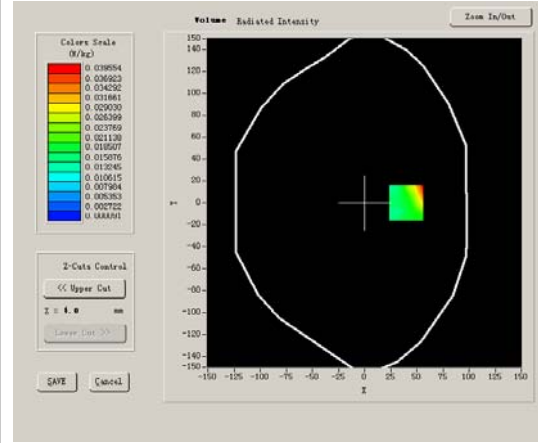 Volume Radiated Intensity
Zoom In/Out
Colors Scale
(W/kg)
0.039554
0.036923
0.034292
0.031661
0.029030
0.026399
0.023769
0.021138
0.018507
0.015876
0.013245
0.010615
0.007984
0.005353
0.002722
0.000091
Z-Cuts Control
<< Upper Cut
Z = 4.0 mm
Lower Cut >>
SAVE
Cancel
150
140
120
100
80
60
40
20
0
-20
-40
-60
-80
-100
-120
-140
-150
Y
-150 -125 -100 -75 -50 -25 0 25 50 75 100 125 150
X